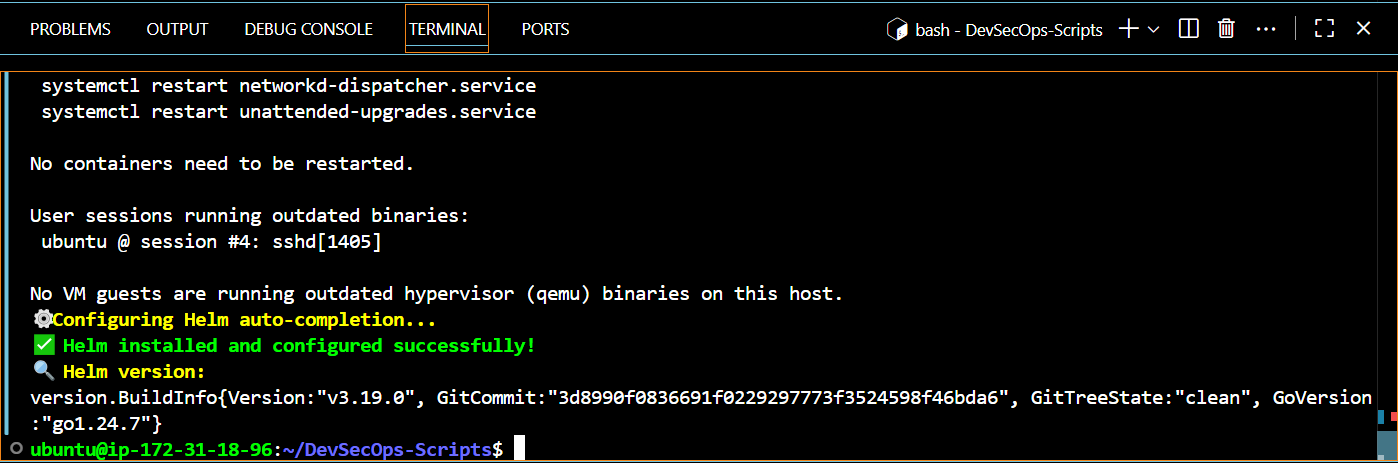 PROBLEMS OUTPUT DEBUG CONSOLE TERMINAL PORTS bash - DevSecOps-Scripts
systemctl restart networkd-dispatcher.service
systemctl restart unattended-upgrades.service
No containers need to be restarted.
User sessions running outdated binaries:
ubuntu @ session #4: sshd[1405]
No VM guests are running outdated hypervisor (qemu) binaries on this host.
⚙️Configuring Helm auto-completion...
✅ Helm installed and configured successfully!
🔍 Helm version:
version.BuildInfo{Version:"v3.19.0", GitCommit:"3d8990f0836691f0229297773f3524598f46bda6", GitTreeState:"clean", GoVersion
:"go1.24.7"}
ubuntu@ip-172-31-18-96:~/DevSecOps-Scripts$